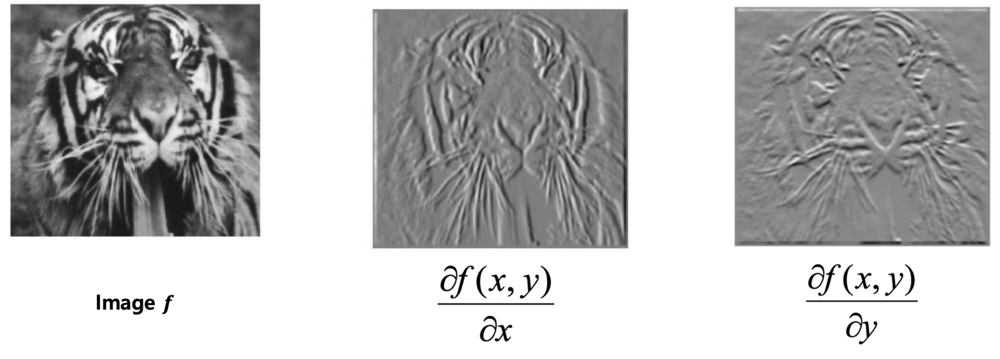 Image f
∂f(x, y)
∂x
∂f(x, y)
∂y